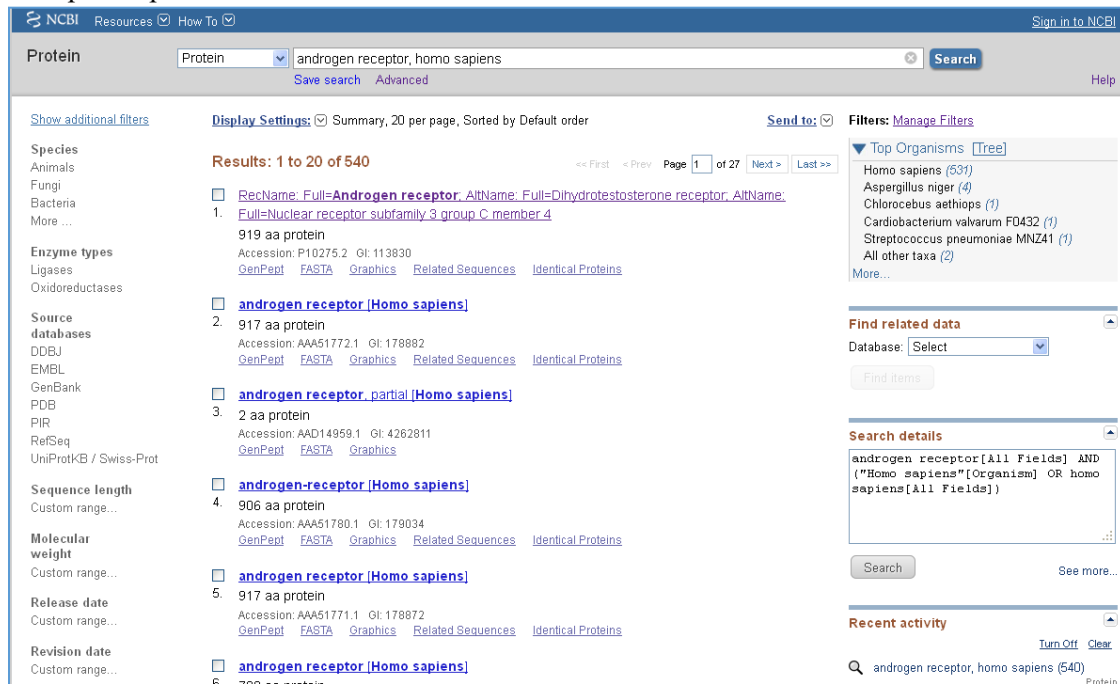 NCBI Resources How To Sign in to NCBI
Protein Protein androgen receptor, homo sapiens Search
Save search Advanced Help
Show additional filters
Species
Animals
Fungi
Bacteria
More ...
Enzyme types
Ligases
Oxidoreductases
Source
databases
DDBJ
EMBL
GenBank
PDB
PIR
RefSeq
UniProtKB / Swiss-Prot
Sequence length
Custom range...
Molecular
weight
Custom range...
Release date
Custom range...
Revision date
Custom range...
Display Settings: Summary, 20 per page, Sorted by Default order Send to:
Results: 1 to 20 of 540 << First < Prev Page 1 of 27 Next > Last >>
RecName: Full=Androgen receptor; AltName: Full=Dihydrotestosterone receptor; AltName:
1. Full=Nuclear receptor subfamily 3 group C member 4
919 aa protein
Accession: P10275.2 GI: 113830
GenPept FASTA Graphics Related Sequences Identical Proteins
androgen receptor [Homo sapiens]
2. 917 aa protein
Accession: AAA51772.1 GI: 178882
GenPept FASTA Graphics Related Sequences Identical Proteins
androgen receptor, partial [Homo sapiens]
3. 2 aa protein
Accession: AAD14959.1 GI: 4262811
GenPept FASTA Graphics
androgen-receptor [Homo sapiens]
4. 906 aa protein
Accession: AAA51780.1 GI: 179034
GenPept FASTA Graphics Related Sequences Identical Proteins
androgen receptor [Homo sapiens]
5. 917 aa protein
Accession: AAA51771.1 GI: 178872
GenPept FASTA Graphics Related Sequences Identical Proteins
androgen receptor [Homo sapiens]
Filters: Manage Filters
Top Organisms [Tree]
Homo sapiens (531)
Aspergillus niger (4)
Chlorocebus aethiops (1)
Cardiobacterium valvarum F0432 (1)
Streptococcus pneumoniae MNZ41 (1)
All other taxa (2)
More...
Find related data
Database: Select
Find items
Search details
androgen receptor[All Fields] AND
("Homo sapiens"[Organism] OR homo
sapiens[All Fields])
Search See more...
Recent activity
Turn Off Clear
androgen receptor, homo sapiens (540)
Protein